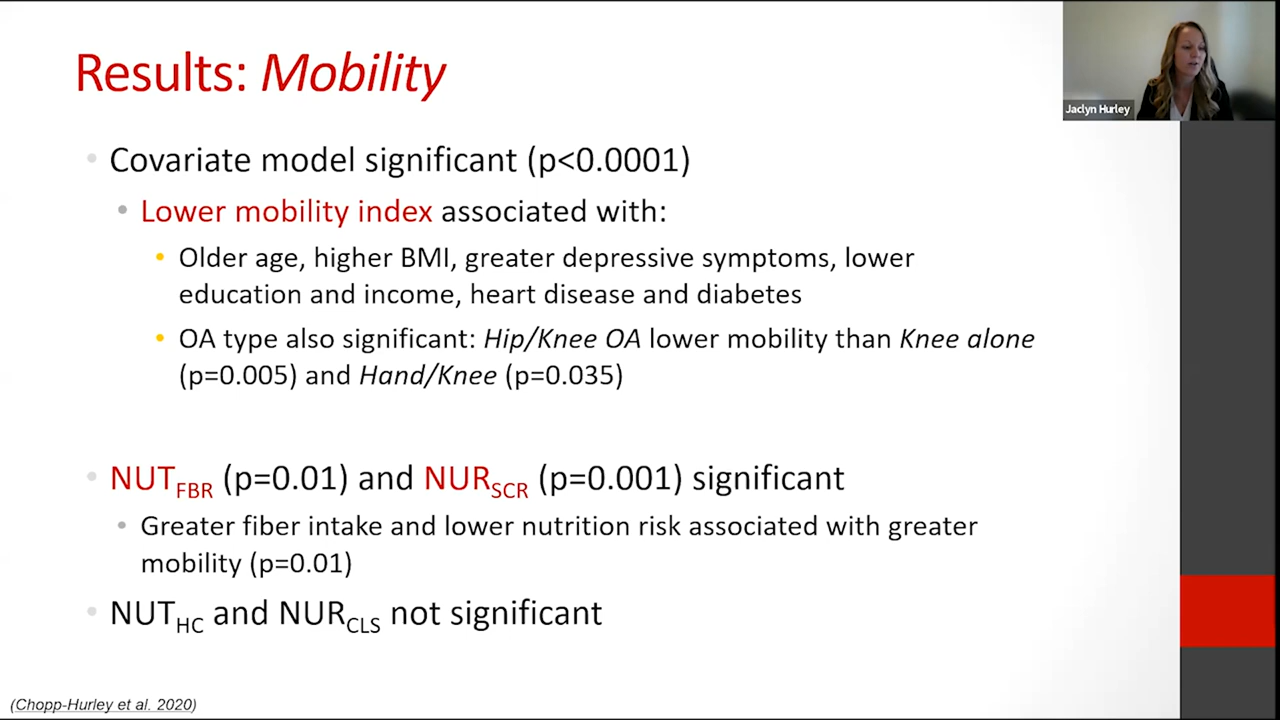 Results: Mobility
Jaclyn Hurley
• Covariate model significant (p<0.0001)
• Lower mobility index associated with:
• Older age, higher BMI, greater depressive symptoms, lower
education and income, heart disease and diabetes
• OA type also significant: Hip/Knee OA lower mobility than Knee alone
(p=0.005) and Hand/Knee (p=0.035)
• NUTFBR (p=0.01) and NURSCR (p=0.001) significant
• Greater fiber intake and lower nutrition risk associated with greater
mobility (p=0.01)
• NUTHC and NURCLS not significant
(Chopp-Hurley et al. 2020)